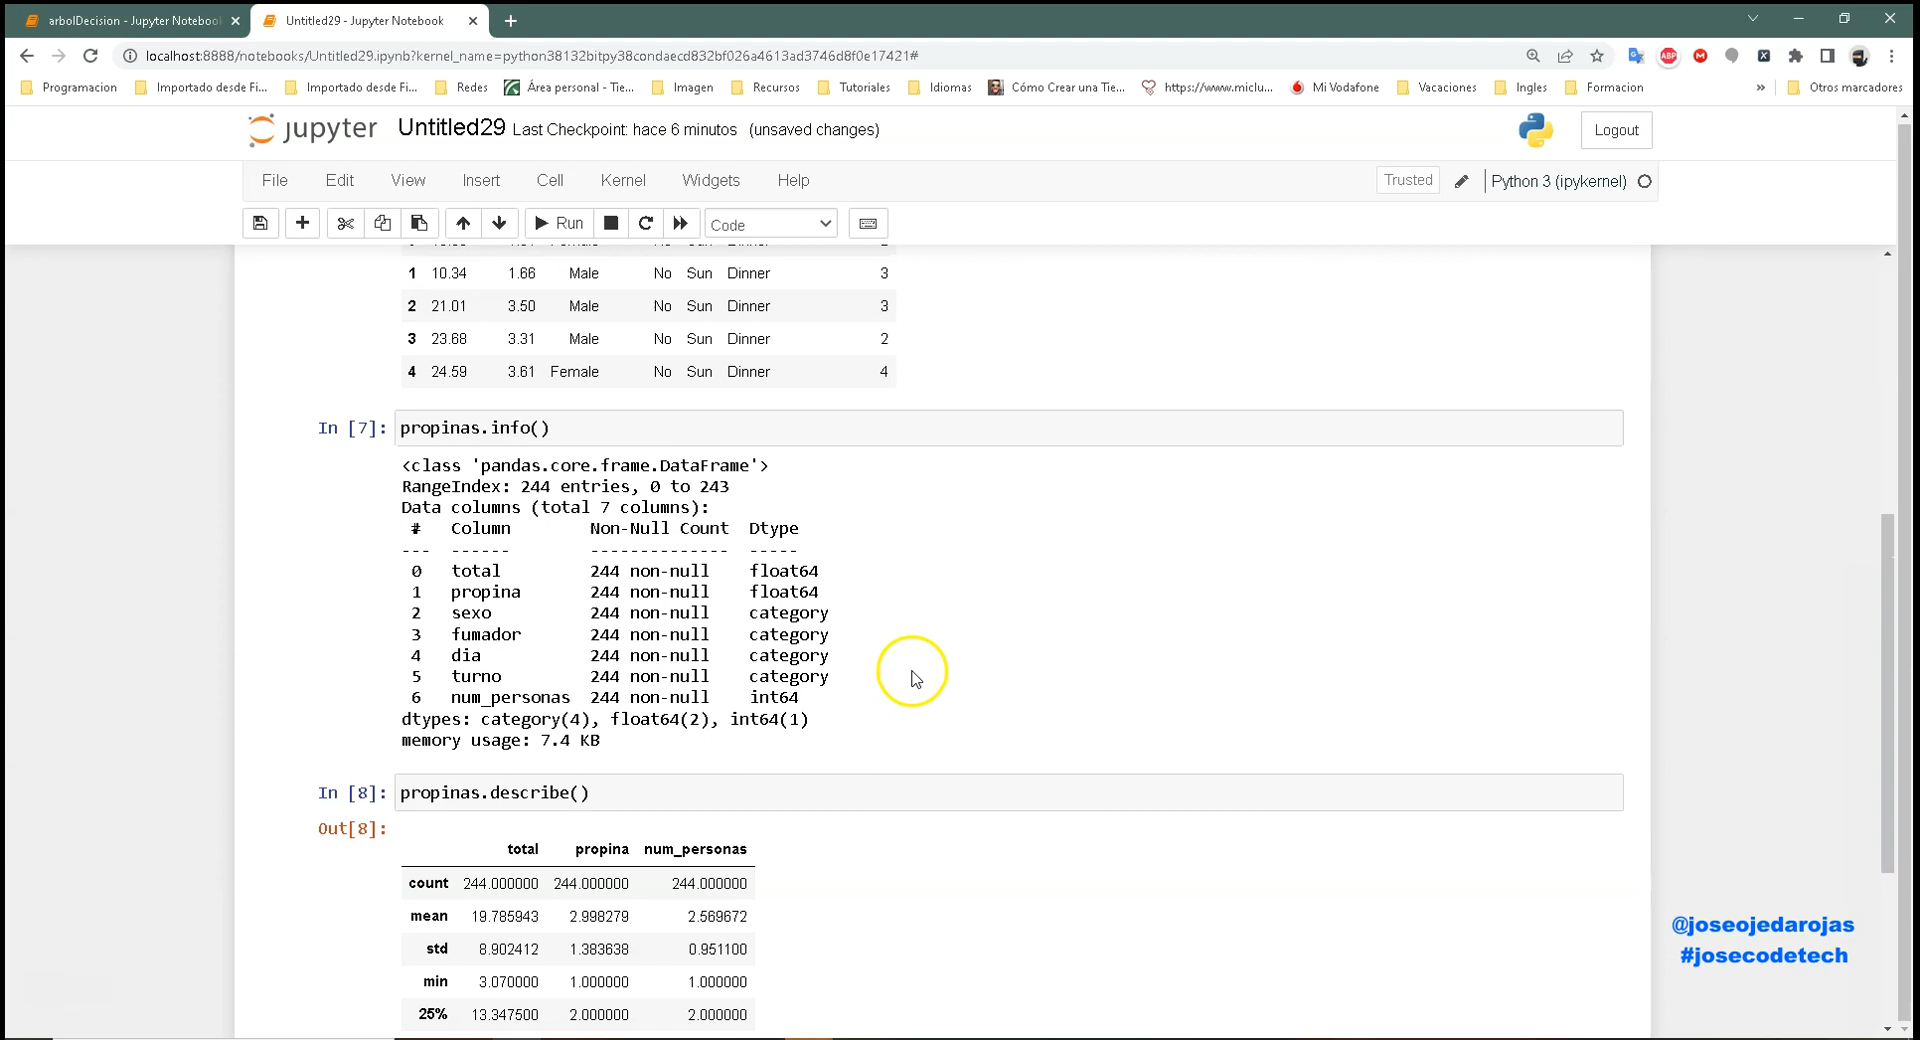 arbolDecision - Jupyter Notebook
Untitled29 - Jupyter Notebook
localhost:8888/notebooks/Untitled29.ipynb?kernel_name=python38132bitpy38condaecd832bf026a4613ad3746d8f0e17421#
ABP
Programacion Importado desde Fi... Importado desde Fi... Redes Área personal - Tie... Imagen Recursos Tutoriales Idiomas Cómo Crear una Tie... https://www.miclu... Mi Vodafone Vacaciones Ingles Formacion » Otros marcadores
jupyter Untitled29 Last Checkpoint: hace 6 minutos (unsaved changes) Logout
File Edit View Insert Cell Kernel Widgets Help Trusted Python 3 (ipykernel)
Run Code
1 10.34 1.66 Male No Sun Dinner 3
2 21.01 3.50 Male No Sun Dinner 3
3 23.68 3.31 Male No Sun Dinner 2
4 24.59 3.61 Female No Sun Dinner 4
In [7]: propinas.info()
<class 'pandas.core.frame.DataFrame'>
RangeIndex: 244 entries, 0 to 243
Data columns (total 7 columns):
# Column Non-Null Count Dtype
--- ------ -------------- -----
0 total 244 non-null float64
1 propina 244 non-null float64
2 sexo 244 non-null category
3 fumador 244 non-null category
4 dia 244 non-null category
5 turno 244 non-null category
6 num_personas 244 non-null int64
dtypes: category(4), float64(2), int64(1)
memory usage: 7.4 KB
In [8]: propinas.describe()
Out[8]:
total propina num_personas
count 244.000000 244.000000 244.000000
mean 19.785943 2.998279 2.569672
std 8.902412 1.383638 0.951100
min 3.070000 1.000000 1.000000
25% 13.347500 2.000000 2.000000
@joseojedarojas
#josecodetech